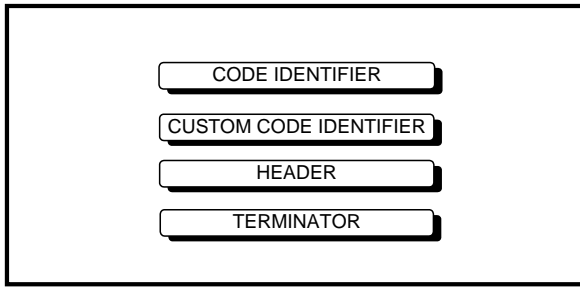 CODE IDENTIFIER
CUSTOM CODE IDENTIFIER
HEADER
TERMINATOR